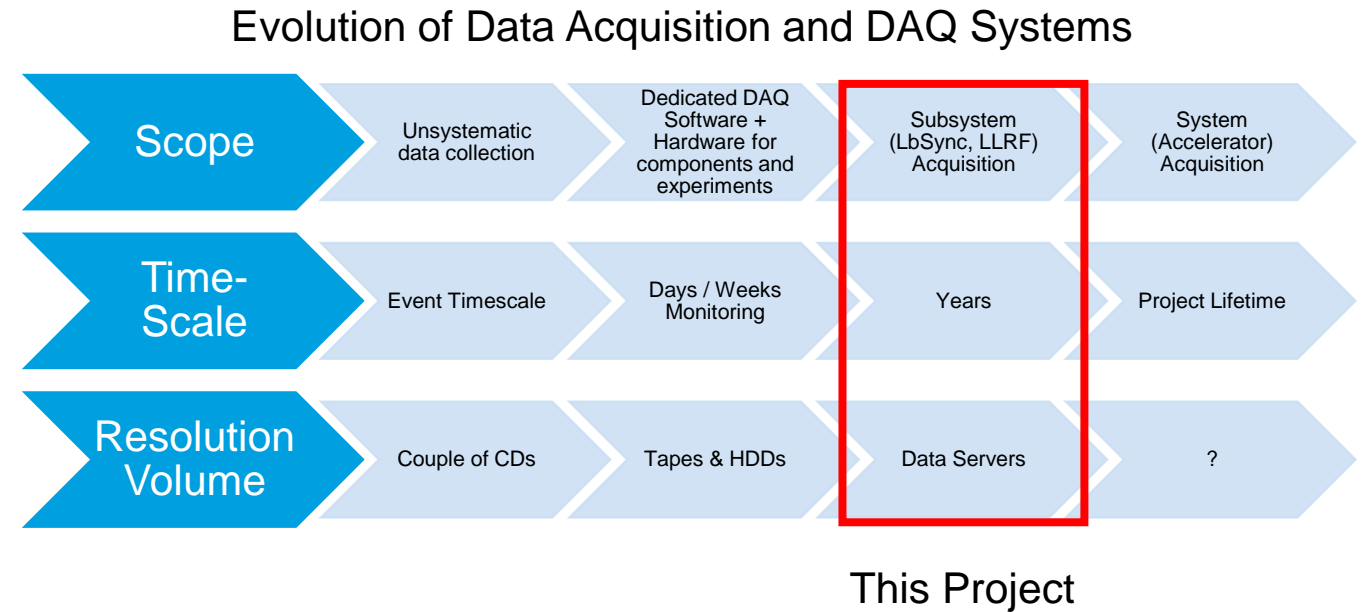 Evolution of Data Acquisition and DAQ Systems
Scope
Unsystematic
data collection
Dedicated DAQ
Software +
Hardware for
components and
experiments
Subsystem
(LbSync, LLRF)
Acquisition
System
(Accelerator)
Acquisition
Time-
Scale
Event Timescale
Days / Weeks
Monitoring
Years
Project Lifetime
Resolution
Volume
Couple of CDs
Tapes & HDDs
Data Servers
?
This Project